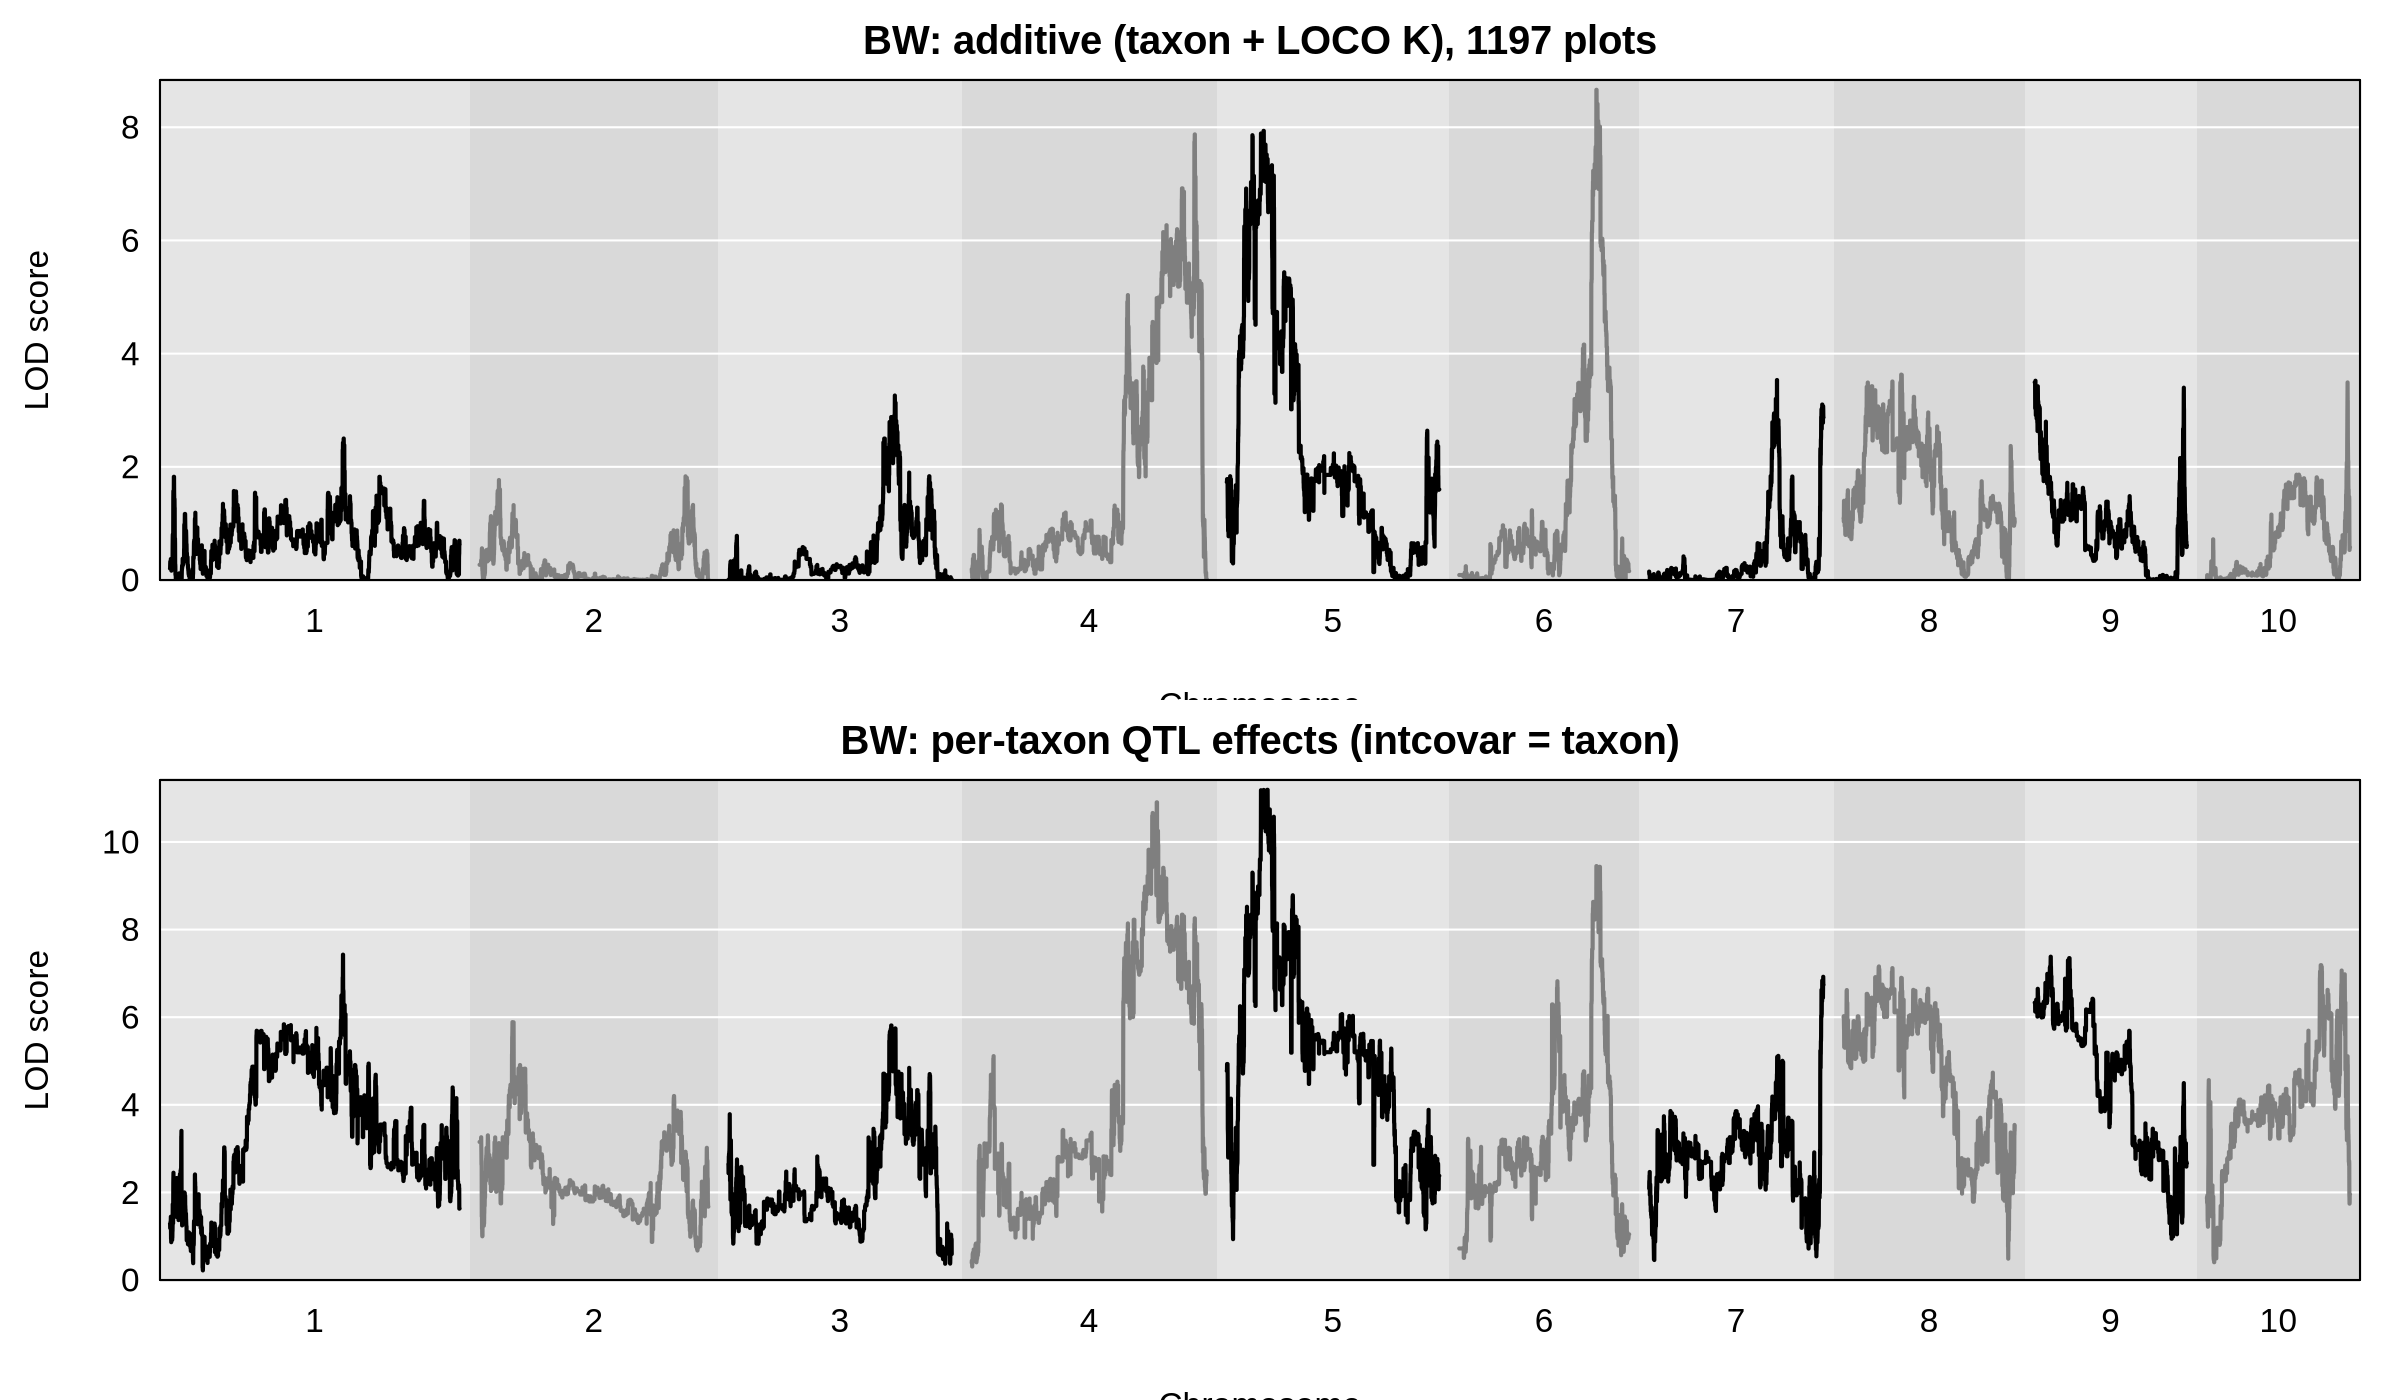 BW: additive (taxon + LOCO K), 1197 plots
LOD score
8
6
4
2
0
1 2 3 4 5 6 7 8 9 10
Chromosome
BW: per-taxon QTL effects (intcovar = taxon)
LOD score
10
8
6
4
2
0
1 2 3 4 5 6 7 8 9 10
Chromosome